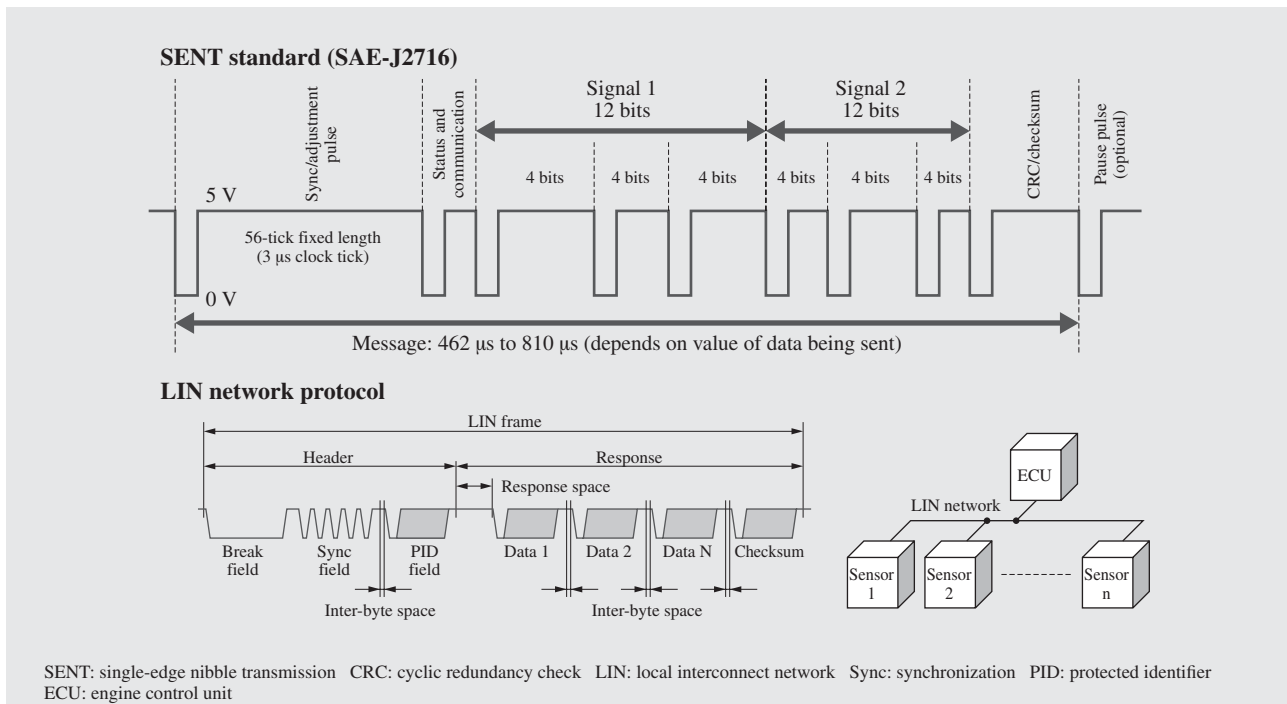 SENT standard (SAE-J2716)
Sync/adjustment
pulse
Status and
communication
Signal 1
12 bits
Signal 2
12 bits
CRC/checksum
Pause pulse
(optional)
4 bits
4 bits
4 bits
4 bits
4 bits
4 bits
5 V
56-tick fixed length
(3 μs clock tick)
0 V
Message: 462 μs to 810 μs (depends on value of data being sent)
LIN network protocol
LIN frame
Header
Response
Response space
Break
field
Sync
field
PID
field
Data 1
Data 2
Data N
Checksum
Inter-byte space
Inter-byte space
ECU
LIN network
Sensor
1
Sensor
2
Sensor
n
SENT: single-edge nibble transmission CRC: cyclic redundancy check LIN: local interconnect network Sync: synchronization PID: protected identifier
ECU: engine control unit